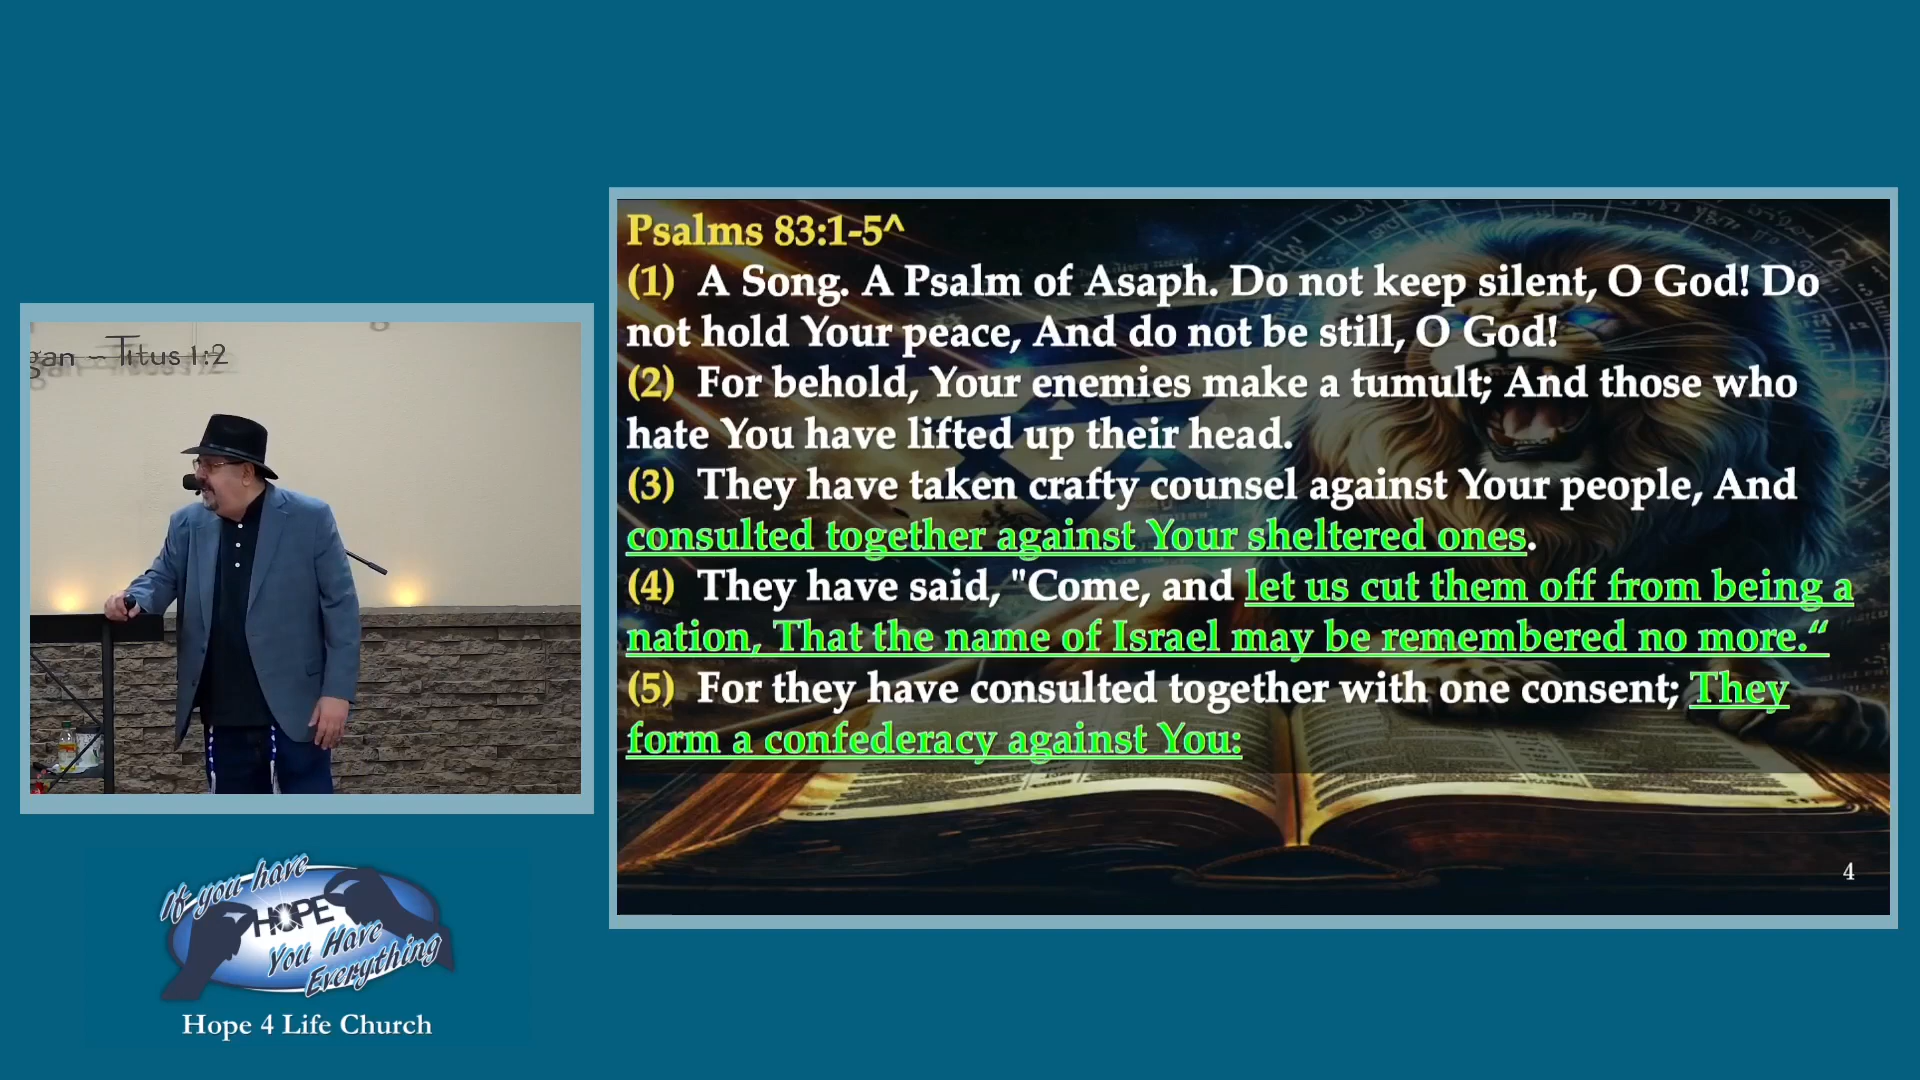 gan ~ Titus 1:2
Psalms 83:1-5^
(1) A Song. A Psalm of Asaph. Do not keep silent, O God! Do
not hold Your peace, And do not be still, O God!
(2) For behold, Your enemies make a tumult; And those who
hate You have lifted up their head.
(3) They have taken crafty counsel against Your people, And
consulted together against Your sheltered ones.
(4) They have said, "Come, and let us cut them off from being a
nation, That the name of Israel may be remembered no more.“
(5) For they have consulted together with one consent; They
form a confederacy against You:
4
If you have
HOPE
You Have
Everything
Hope 4 Life Church